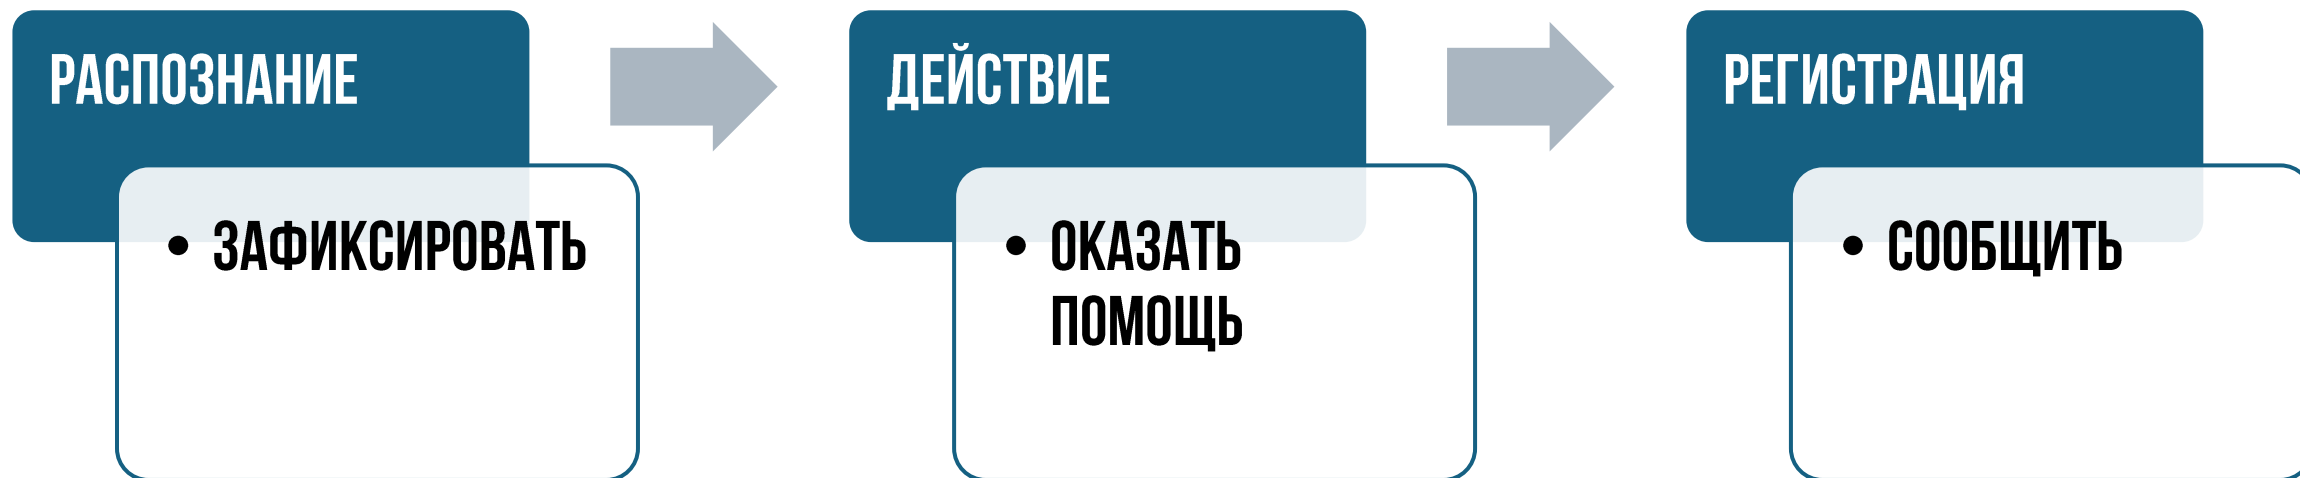 РАСПОЗНАНИЕ
• ЗАФИКСИРОВАТЬ
ДЕЙСТВИЕ
• ОКАЗАТЬ
ПОМОЩЬ
РЕГИСТРАЦИЯ
• СООБЩИТЬ